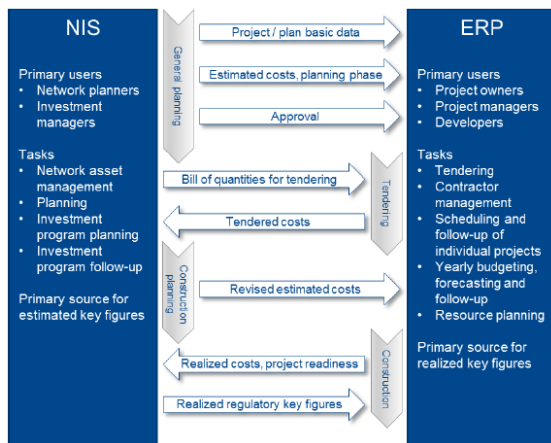 NIS
Primary users
• Network planners
• Investment
managers
Tasks
• Network asset
management
• Planning
• Investment
program planning
• Investment
program follow-up
Primary source for
estimated key figures
General planning
Project / plan basic data
Estimated costs, planning phase
Approval
Bill of quantities for tendering
Tendering
Tendered costs
Construction
planning
Revised estimated costs
Construction
Realized costs, project readiness
Realized regulatory key figures
ERP
Primary users
• Project owners
• Project managers
• Developers
Tasks
• Tendering
• Contractor
management
• Scheduling and
follow-up of
individual projects
• Yearly budgeting,
forecasting and
follow-up
• Resource planning
Primary source for
realized key figures